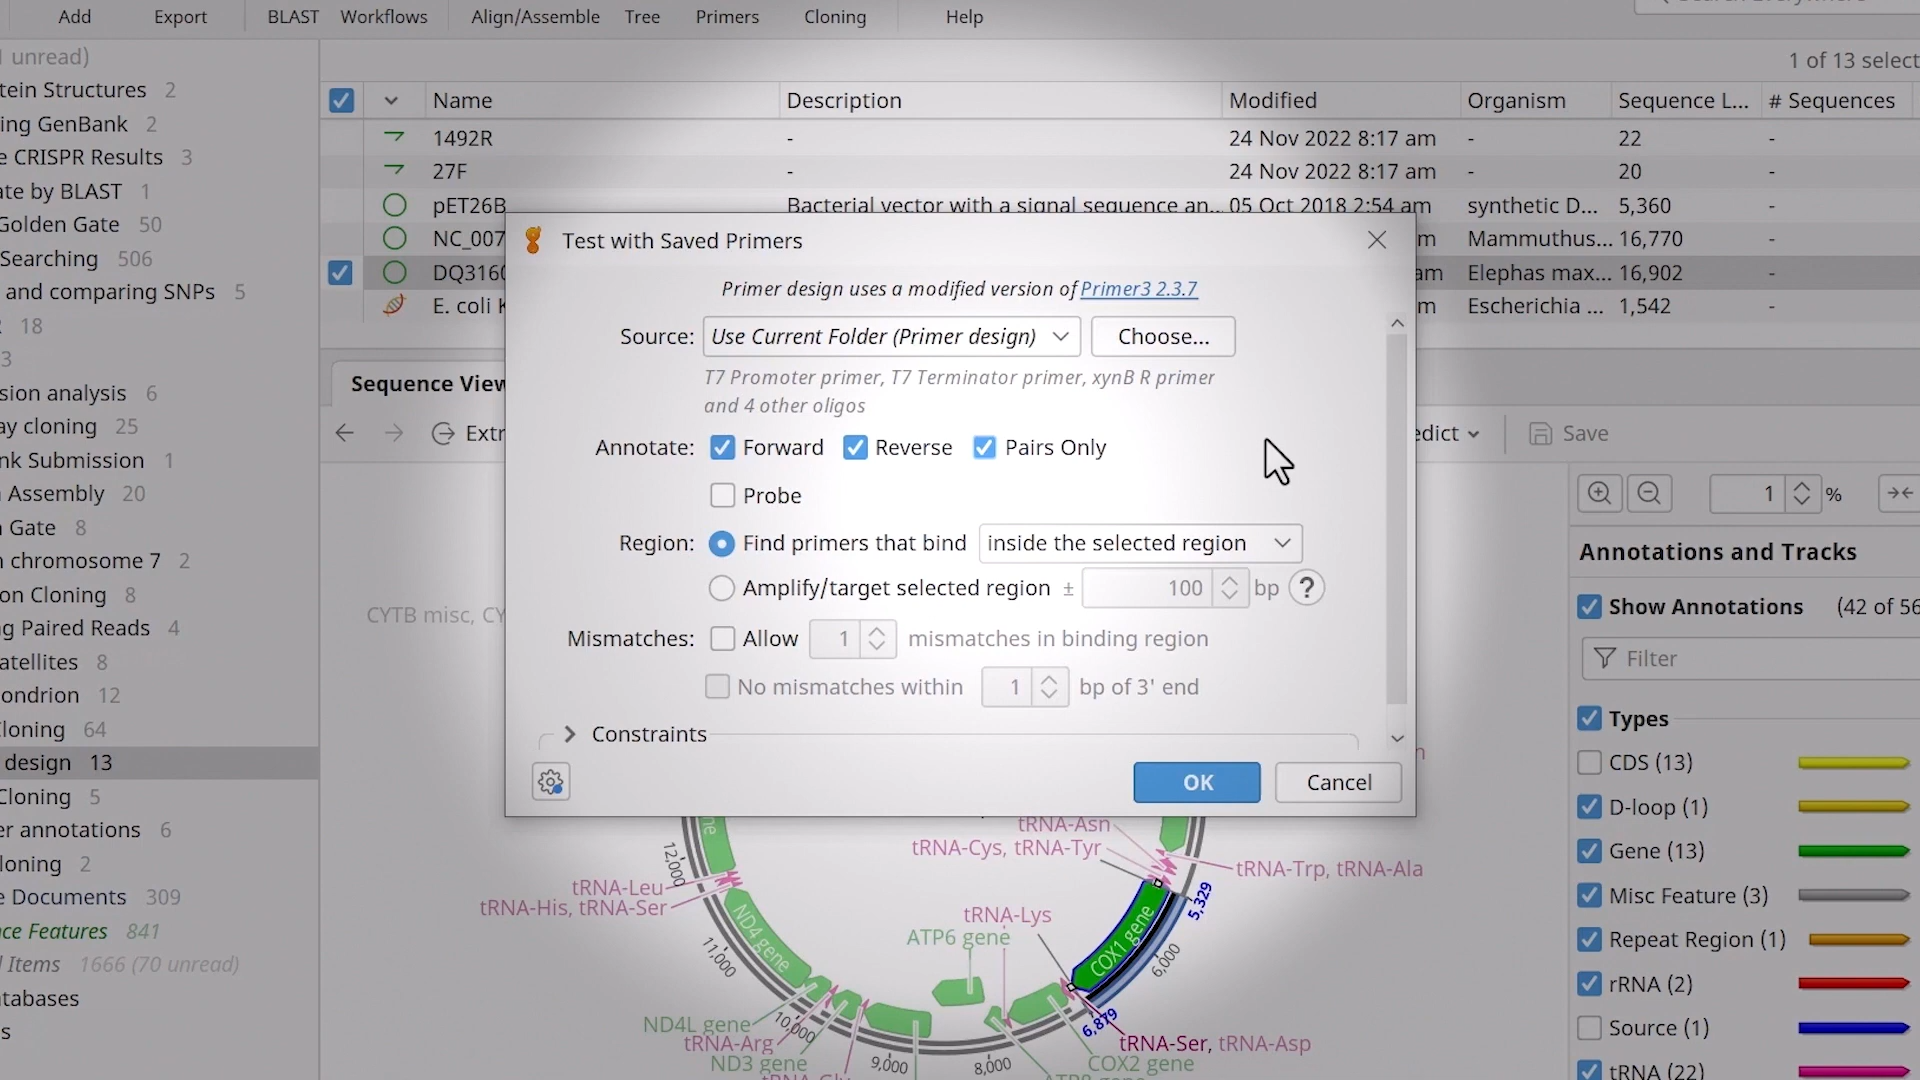 Add Export BLAST Workflows Align/Assemble Tree Primers Cloning Help
unread) 1 of 13 select
tein Structures 2
ing GenBank 2
e CRISPR Results 3
ate by BLAST 1
Golden Gate 50
Searching 506
and comparing SNPs 5
18
3
sion analysis 6
ay cloning 25
nk Submission 1
Assembly 20
n Gate 8
n chromosome 7 2
on Cloning 8
g Paired Reads 4
atellites 8
ondrion 12
loning 64
design 13
Cloning 5
er annotations 6
loning 2
e Documents 309
ce Features 841
l Items 1666 (70 unread)
tabases
s
Name Description Modified Organism Sequence L... # Sequences
1492R - 24 Nov 2022 8:17 am - 22 -
27F - 24 Nov 2022 8:17 am - 20 -
pET26B Bacterial vector with a signal sequence an... 05 Oct 2018 2:54 am synthetic D... 5,360 -
NC_007 m Mammuthus... 16,770 -
DQ3160 am Elephas max... 16,902 -
E. coli K m Escherichia ... 1,542 -
Test with Saved Primers
Primer design uses a modified version of Primer3 2.3.7
Source: Use Current Folder (Primer design) Choose...
T7 Promoter primer, T7 Terminator primer, xynB R primer
and 4 other oligos
Annotate: Forward Reverse Pairs Only
Probe
Region: Find primers that bind inside the selected region
Amplify/target selected region ± 100 bp ?
Mismatches: Allow 1 mismatches in binding region
No mismatches within 1 bp of 3' end
Constraints
OK Cancel
Sequence View
Extr edict Save
1 %
Annotations and Tracks
Show Annotations (42 of 56
Filter
Types
CDS (13)
D-loop (1)
Gene (13)
Misc Feature (3)
Repeat Region (1)
rRNA (2)
Source (1)
tRNA (22)
CYTB misc, CY
tRNA-Asn
tRNA-Cys, tRNA-Tyr
tRNA-Trp, tRNA-Ala
12,000
tRNA-Leu
tRNA-His, tRNA-Ser
5,329
tRNA-Lys
ATP6 gene
ND4 gene
COX1 gene
11,000
6,000
10,000
6,879
ND4L gene
tRNA-Arg
ND3 gene
9,000
8,000
tRNA-Ser, tRNA-Asp
COX2 gene